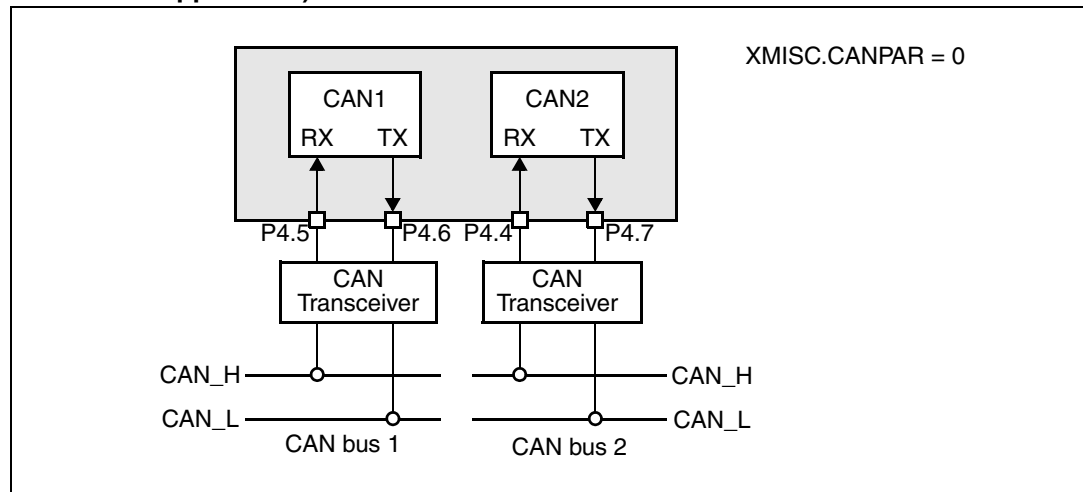 XMISC.CANPAR = 0
CAN1
CAN2
RX TX
RX TX
P4.5 P4.6 P4.4 P4.7
CAN
Transceiver
CAN
Transceiver
CAN_H
CAN_H
CAN_L
CAN_L
CAN bus 1
CAN bus 2